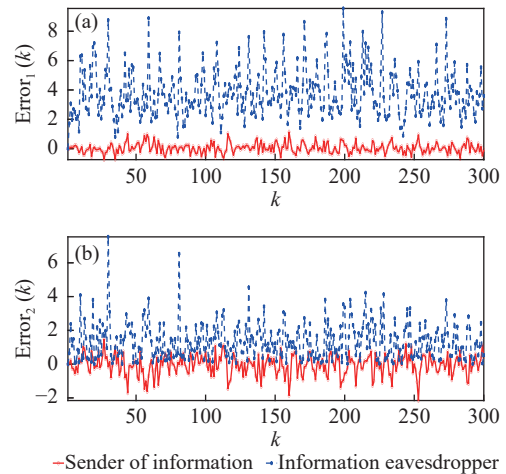 (a)
Error₁ (k)
8
6
4
2
0
50 100 150 200 250 300
k
(b)
Error₂ (k)
6
4
2
0
−2
50 100 150 200 250 300
k
Sender of information Information eavesdropper